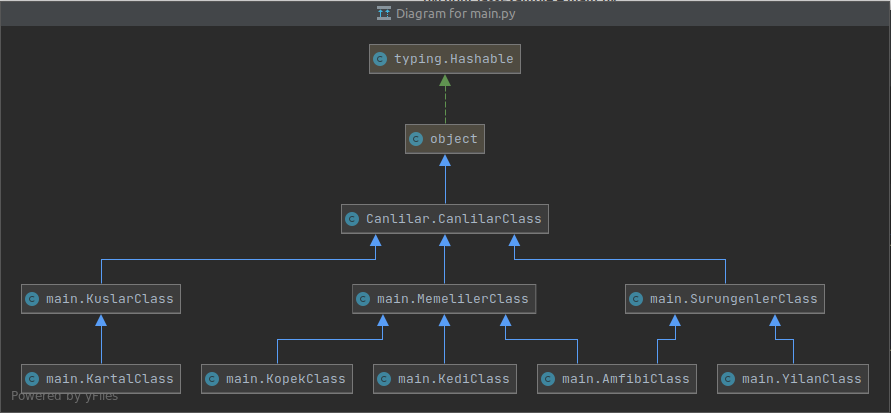 Diagram for main.py
typing.Hashable
object
Canlilar.CanlilarClass
main.KuslarClass
main.MemelilerClass
main.SurungenlerClass
main.KartalClass
main.KopekClass
main.KediClass
main.AmfibiClass
main.YilanClass
Powered by yFiles